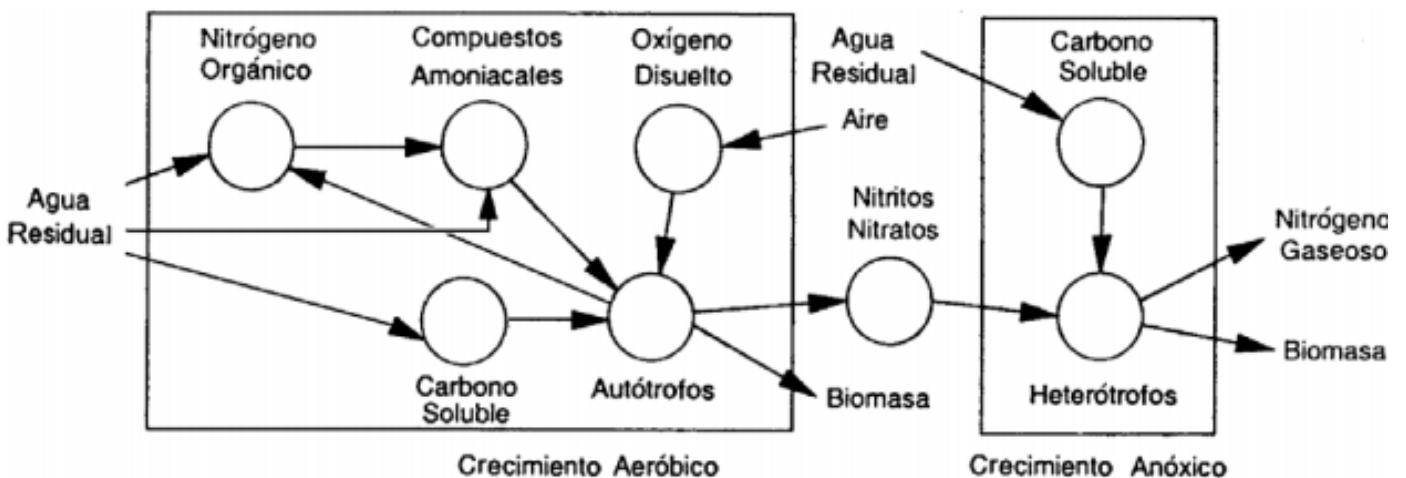 Nitrógeno
Orgánico
Compuestos
Amoniacales
Oxígeno
Disuelto
Agua
Residual
Aire
Carbono
Soluble
Agua
Residual
Nitritos
Nitratos
Nitrógeno
Gaseoso
Carbono
Soluble
Autótrofos
Biomasa
Heterótrofos
Biomasa
Crecimiento Aeróbico
Crecimiento Anóxico